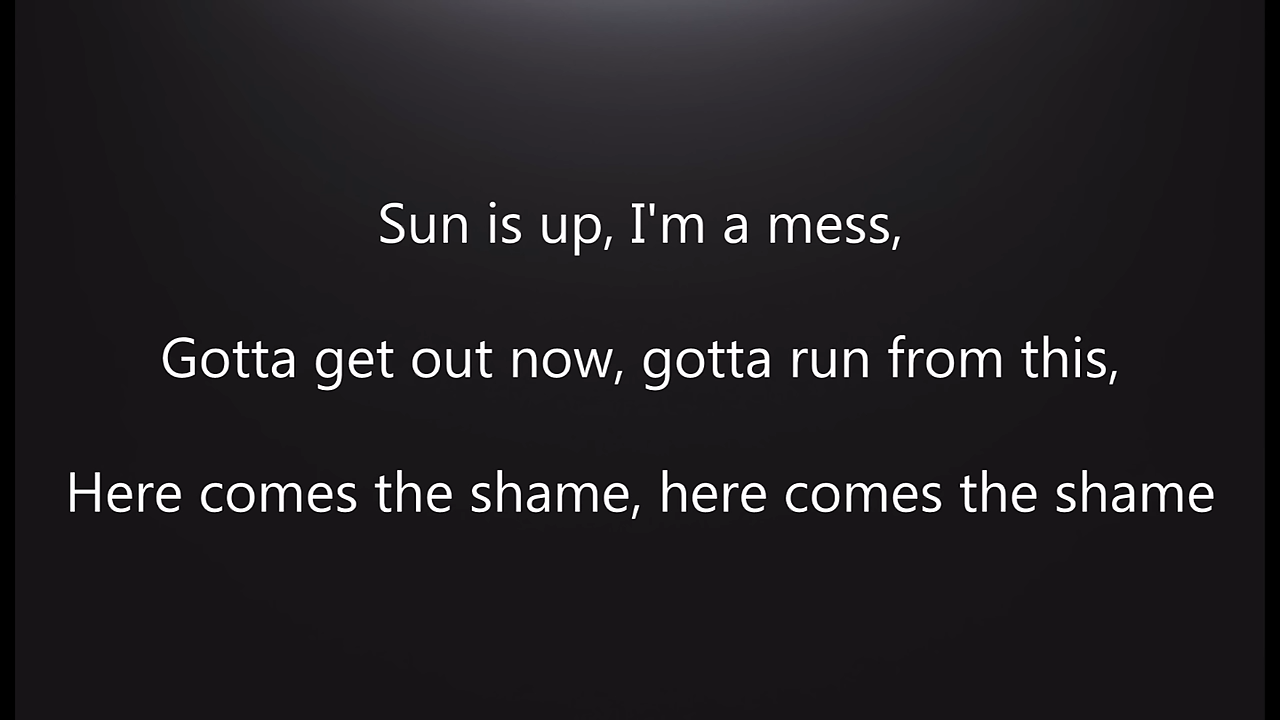 Sun is up, I'm a mess,
Gotta get out now, gotta run from this,
Here comes the shame, here comes the shame